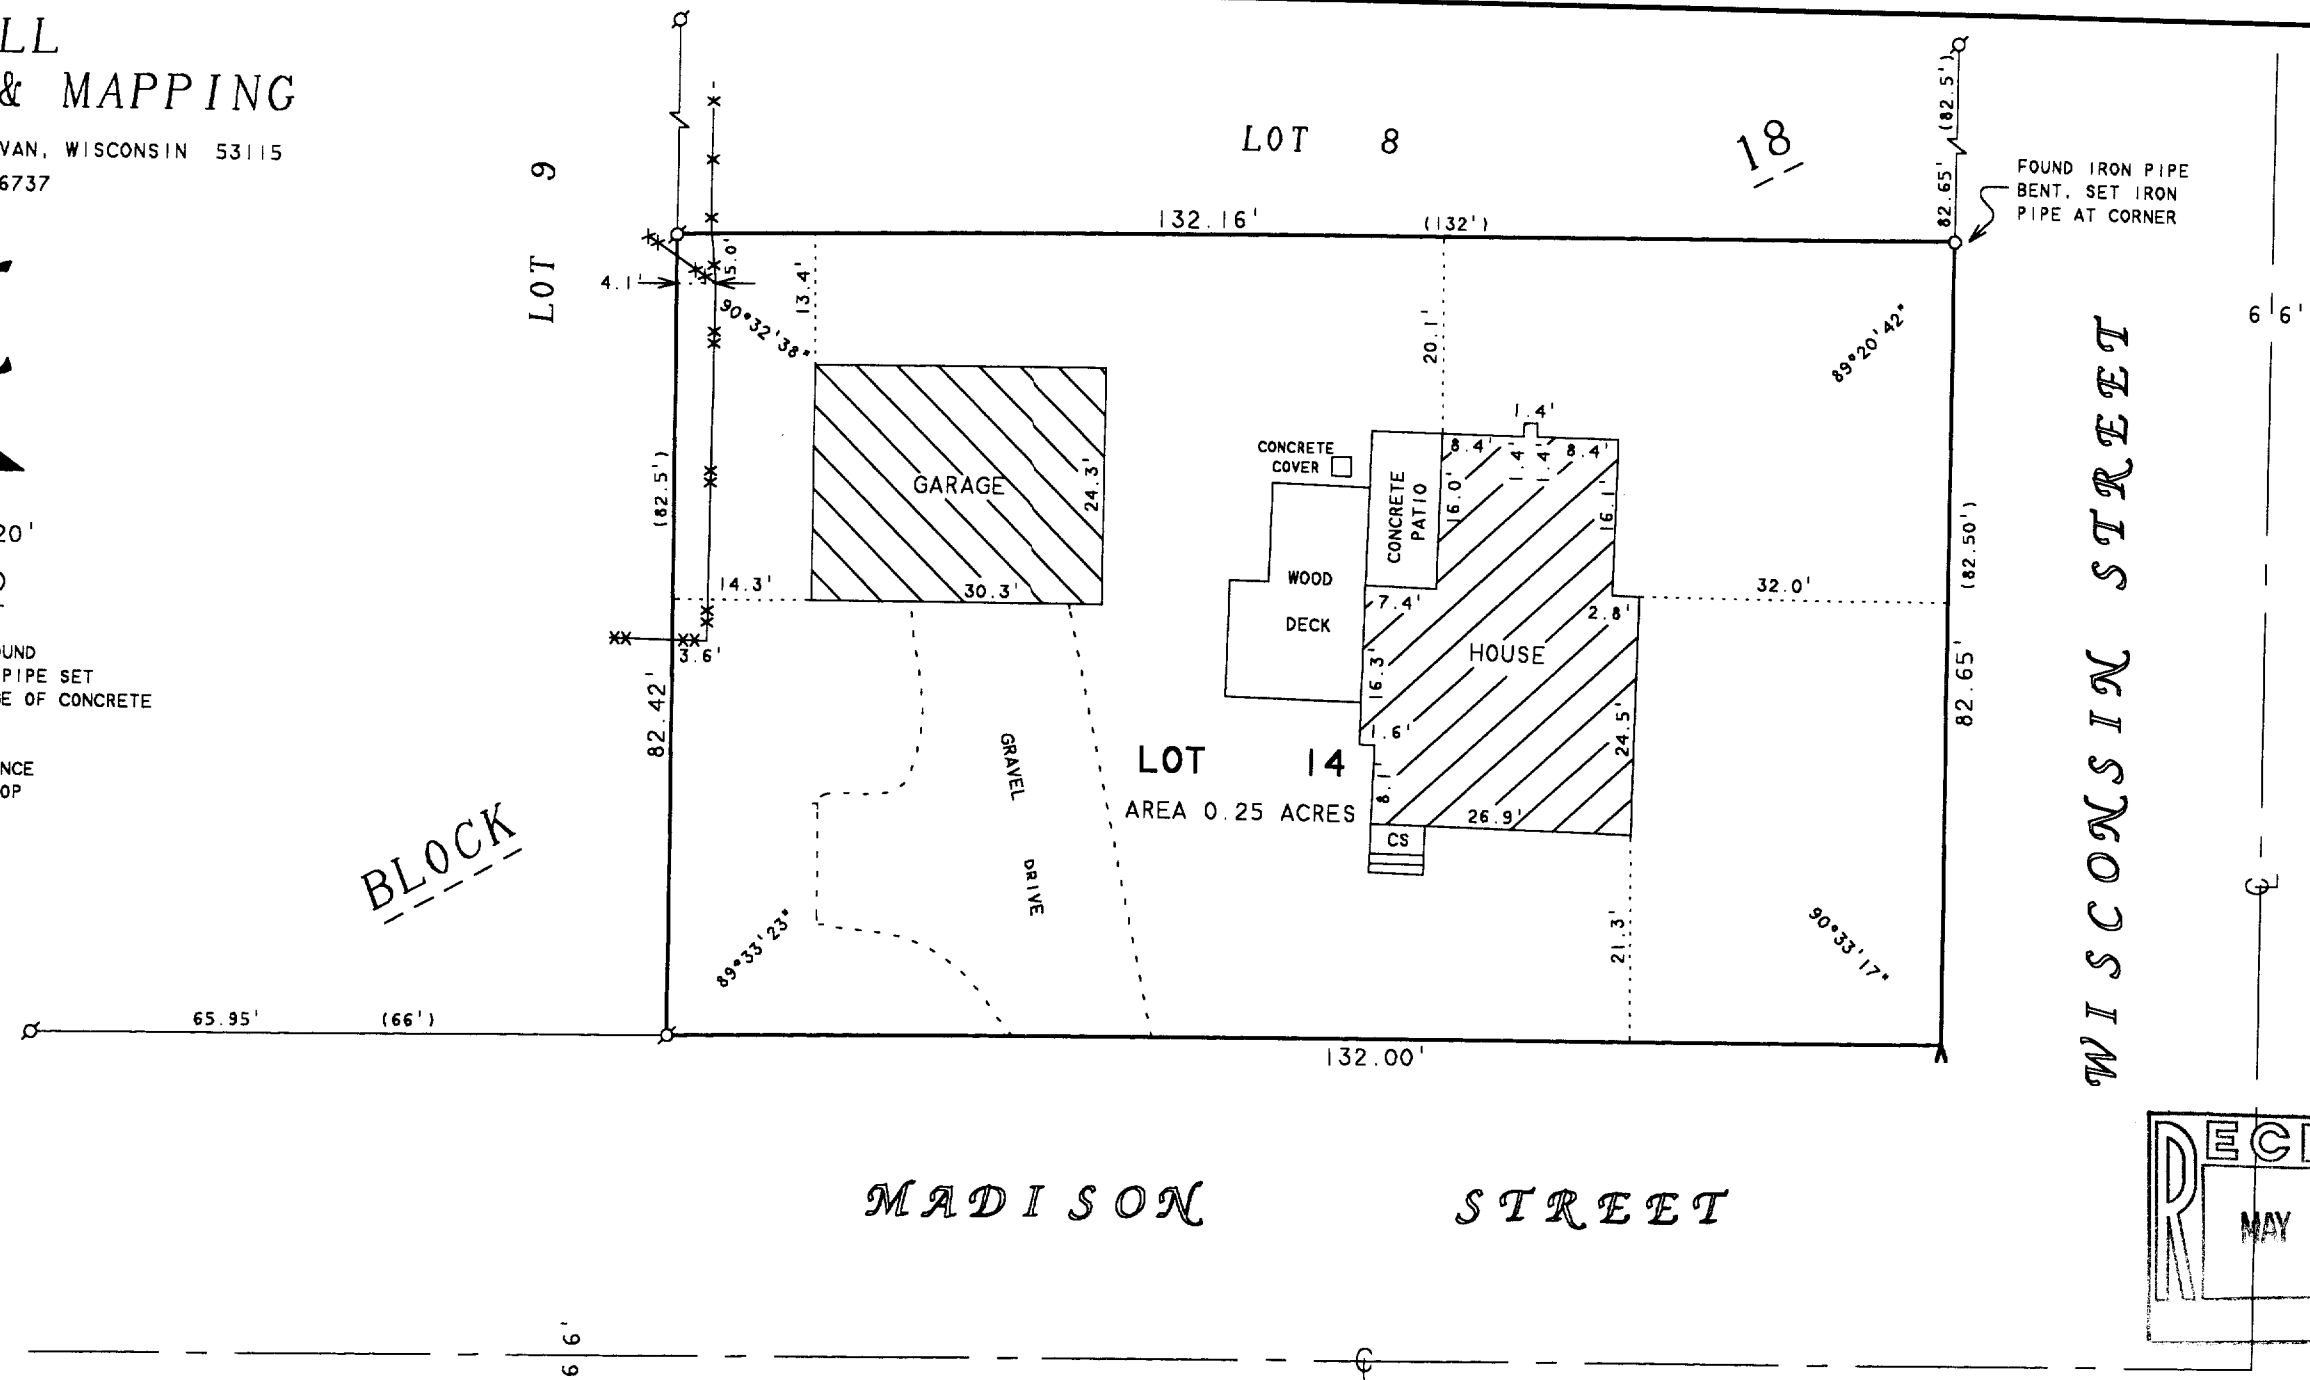 LL
& MAPPING
VAN, WISCONSIN 53115
6737
20'
OUND
PIPE SET
GE OF CONCRETE
NCE
OP
LOT 9
LOT 8
18
(82.5')
82.65'
FOUND IRON PIPE
BENT, SET IRON
PIPE AT CORNER
132.16' (132')
4.1'
15.0'
13.4'
90°32'38"
20.1'
89°20'42"
66'
1.4'
CONCRETE
COVER
8.4'
1.4'
1.4'
8.4'
(82.5')
GARAGE
24.3'
CONCRETE
PATIO
16.0'
16.1'
(82.50')
WOOD
DECK
14.3'
30.3'
32.0'
7.4'
2.8'
3.6'
HOUSE
16.3'
82.42'
82.65'
1.6'
24.5'
GRAVEL
DRIVE
LOT 14
AREA 0.25 ACRES
8.1'
26.9'
CS
BLOCK
89°33'23"
21.3'
90°33'17"
WISCONSIN STREET
65.95' (66')
132.00'
MADISON STREET
MAY
66'